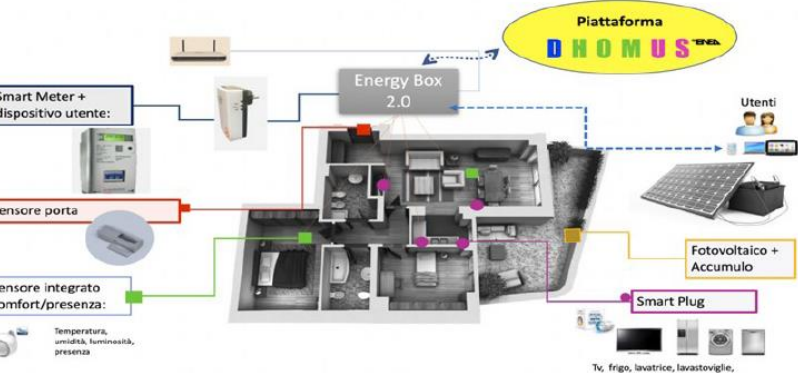 Piattaforma
DHOMUS ENEA
Energy Box
2.0
Smart Meter +
dispositivo utente:
Utenti
ensore porta
Fotovoltaico +
Accumulo
ensore integrato
omfort/presenza:
Smart Plug
Temperatura,
umidità, luminosità,
presenza
Tv, frigo, lavatrice, lavastoviglie,